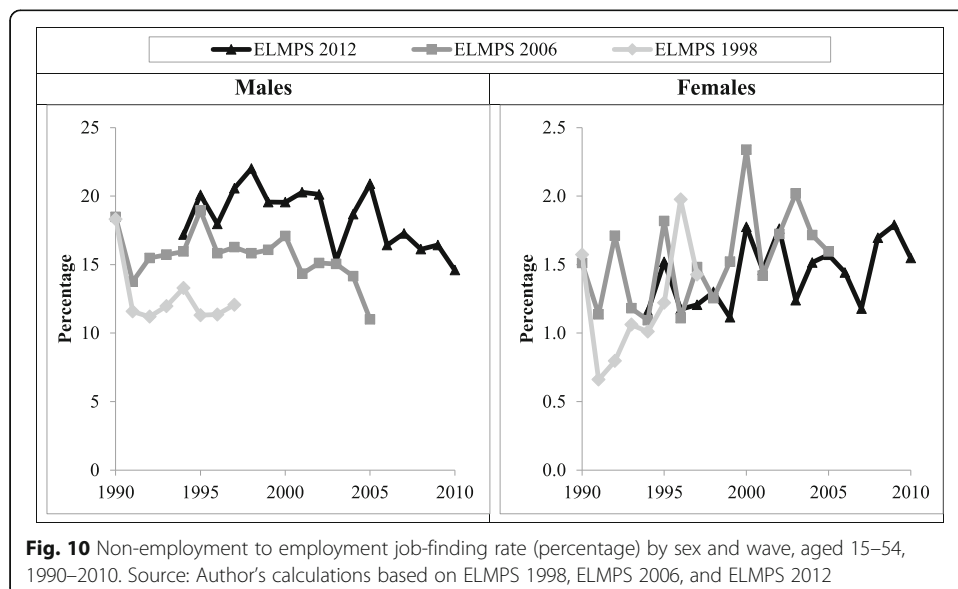 ELMPS 2012 ELMPS 2006 ELMPS 1998
Males
Females
Percentage
25
20
15
10
5
0
1990 1995 2000 2005 2010
Percentage
2.5
2.0
1.5
1.0
0.5
0.0
1990 1995 2000 2005 2010
Fig. 10 Non-employment to employment job-finding rate (percentage) by sex and wave, aged 15–54,
1990–2010. Source: Author's calculations based on ELMPS 1998, ELMPS 2006, and ELMPS 2012